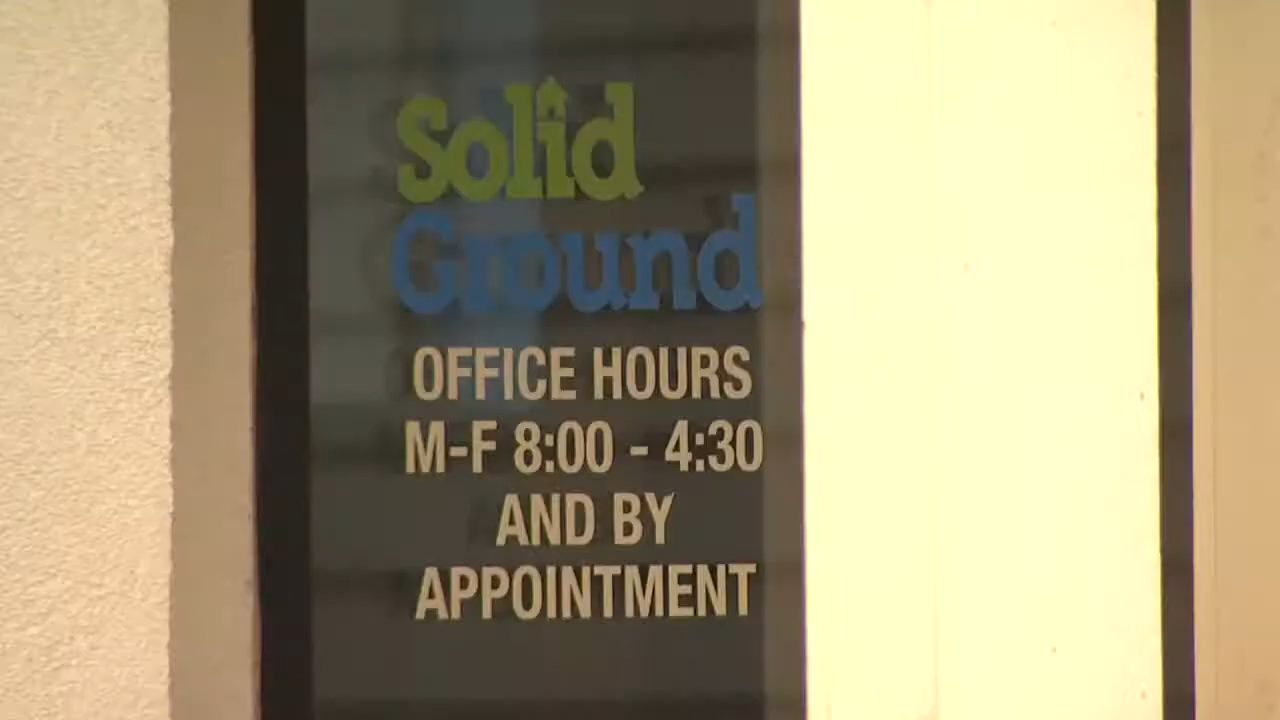 Solid
Ground
OFFICE HOURS
M-F 8:00 - 4:30
AND BY
APPOINTMENT